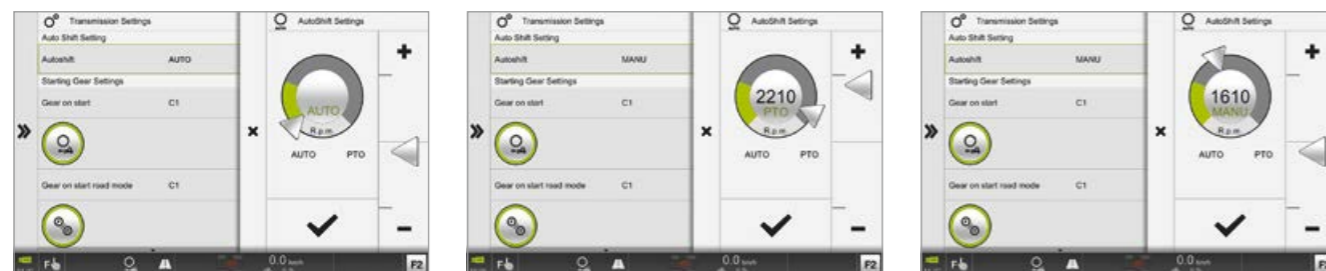 Transmission Settings
Auto Shift Setting
Autoshift AUTO
Starting Gear Settings
Gear on start C1
Gear on start road mode C1
AutoShift Settings
AUTO
R.p.m.
AUTO PTO
0.0
F2
Transmission Settings
Auto Shift Setting
Autoshift MANU
Starting Gear Settings
Gear on start C1
Gear on start road mode C1
AutoShift Settings
2210
PTO
R.p.m.
AUTO PTO
0.0
F2
Transmission Settings
Auto Shift Setting
Autoshift MANU
Starting Gear Settings
Gear on start C1
Gear on start road mode C1
AutoShift Settings
1610
MANU
R.p.m.
AUTO PTO
0.0